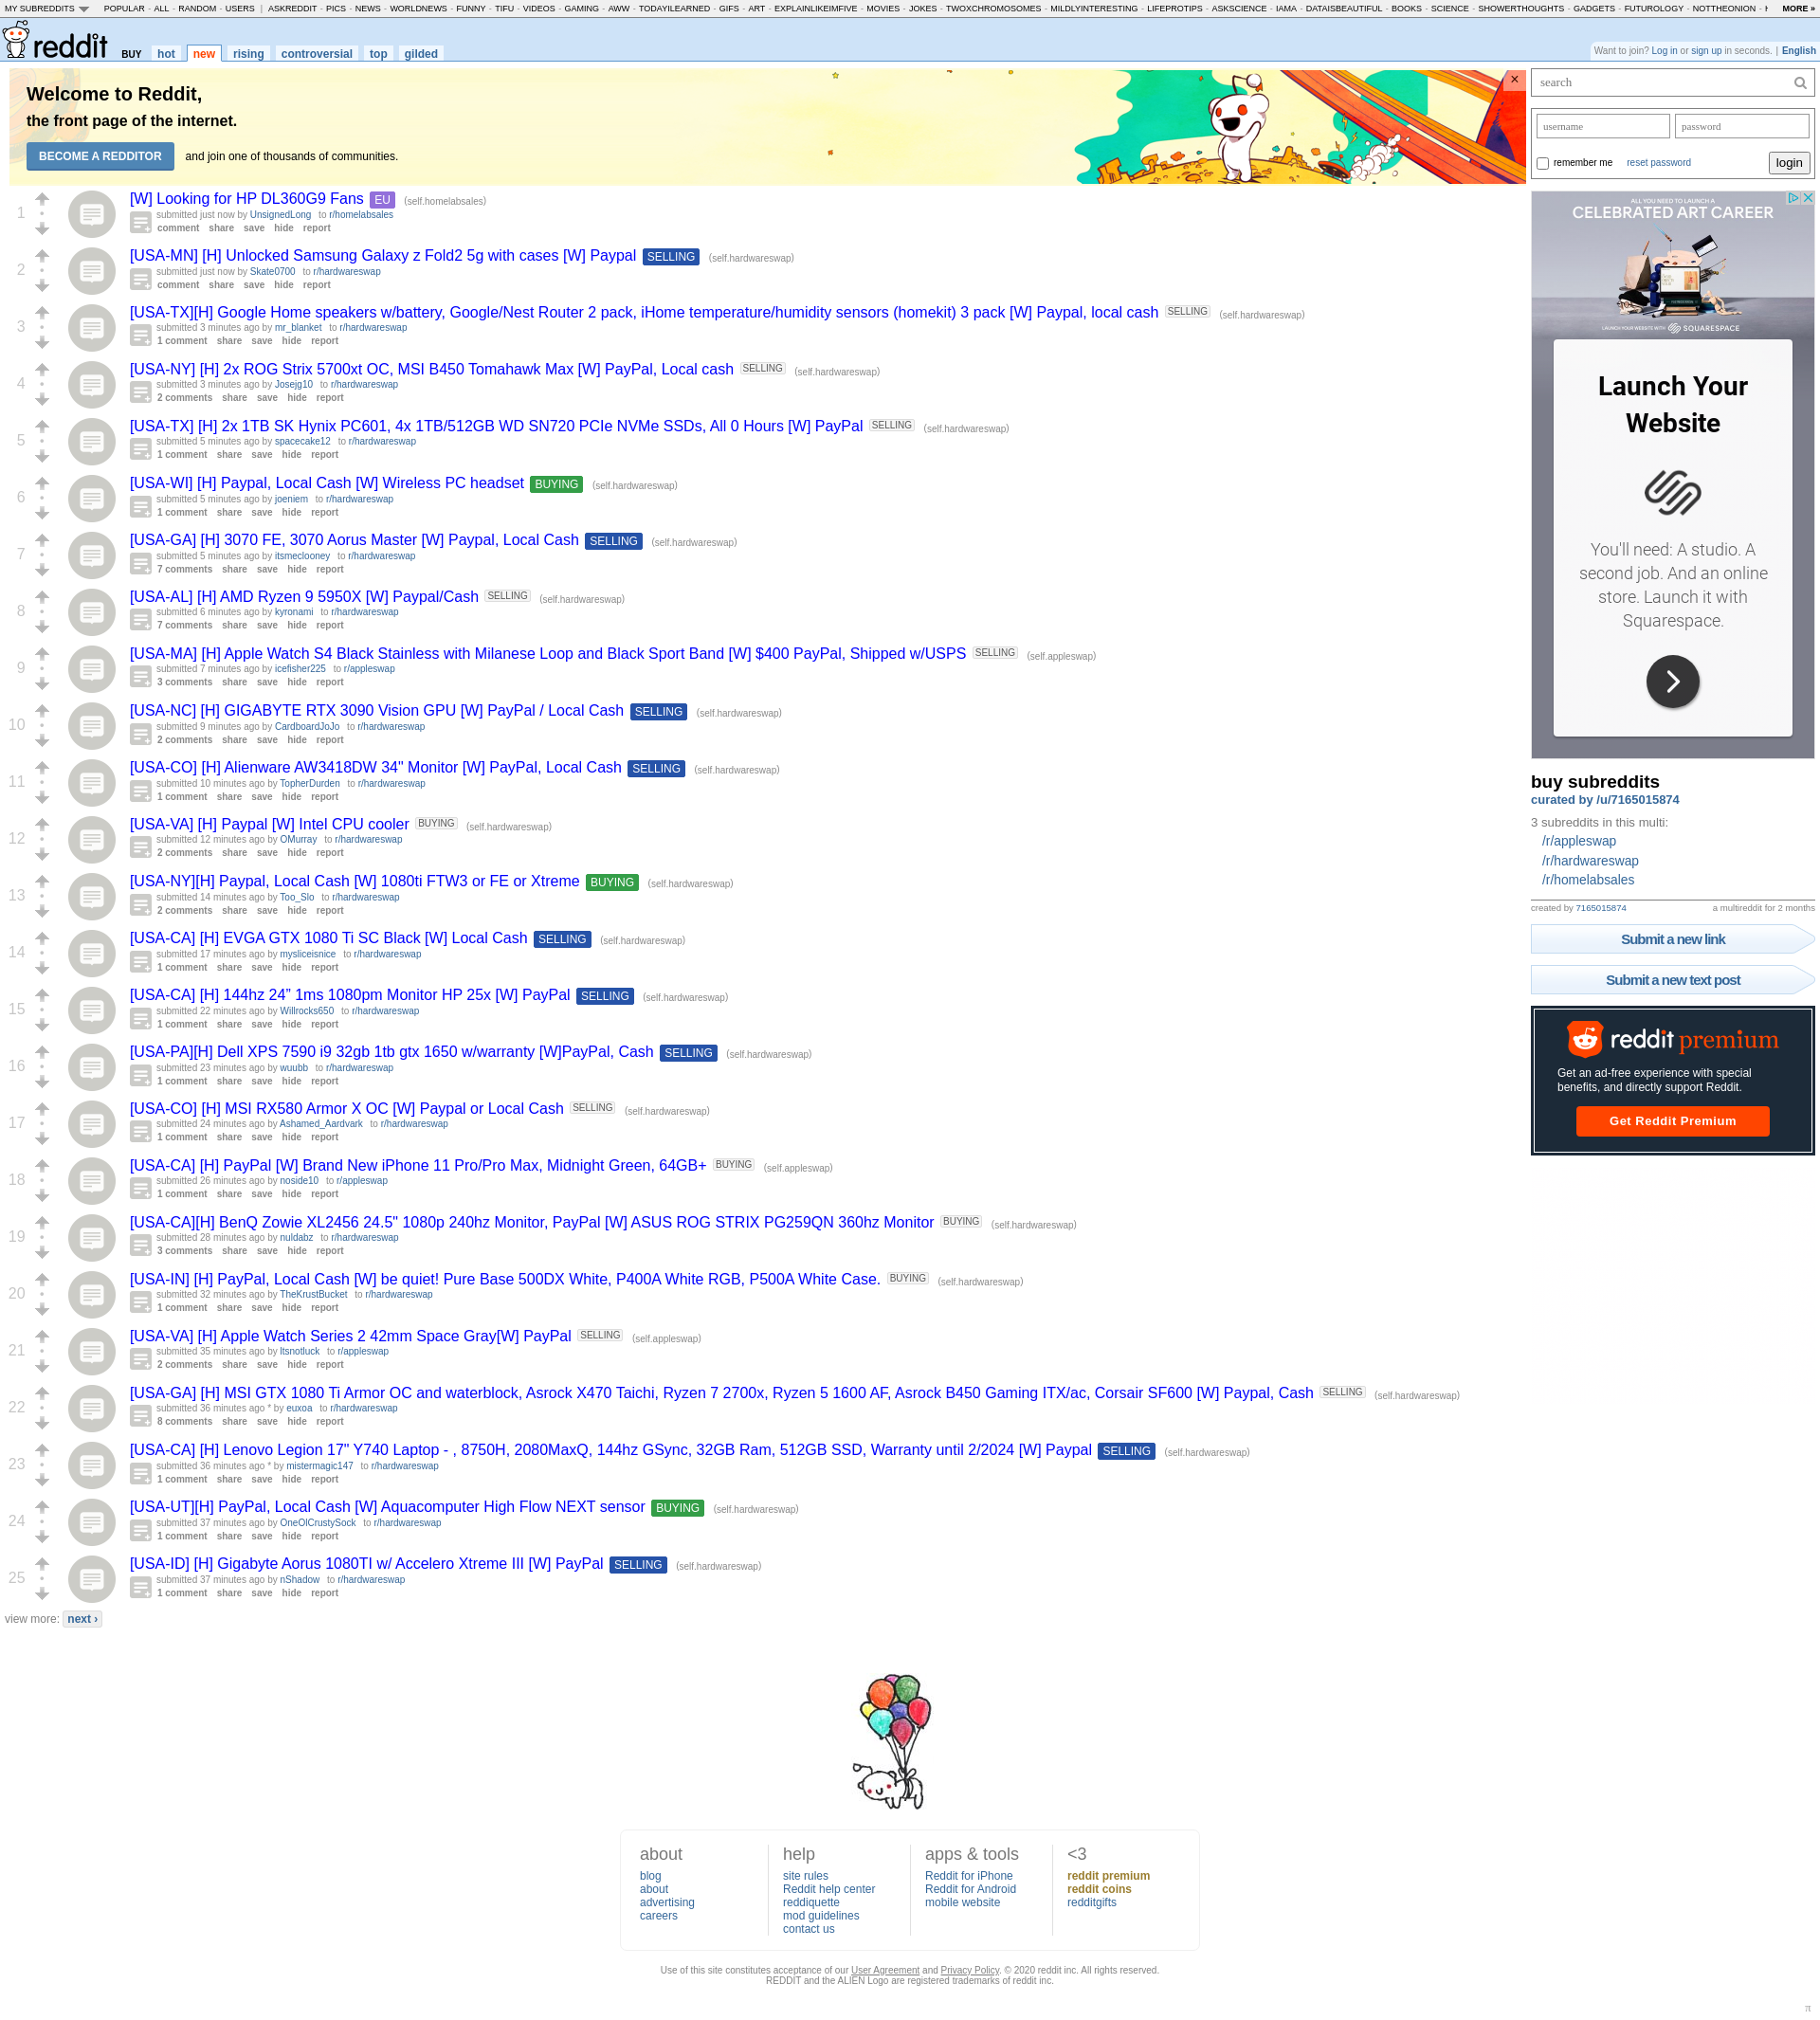 MY SUBREDDITS POPULAR - ALL - RANDOM - USERS | ASKREDDIT - PICS - NEWS - WORLDNEWS - FUNNY - TIFU - VIDEOS - GAMING - AWW - TODAYILEARNED - GIFS - ART - EXPLAINLIKEIMFIVE - MOVIES - JOKES - TWOXCHROMOSOMES - MILDLYINTERESTING - LIFEPROTIPS - ASKSCIENCE - IAMA - DATAISBEAUTIFUL - BOOKS - SCIENCE - SHOWERTHOUGHTS - GADGETS - FUTUROLOGY - NOTTHEONION - MORE »
reddit BUY hot new rising controversial top gilded
Want to join? Log in or sign up in seconds. | English
Welcome to Reddit,
the front page of the internet.
BECOME A REDDITOR and join one of thousands of communities.
×
1
[W] Looking for HP DL360G9 Fans EU (self.homelabsales)
submitted just now by UnsignedLong to r/homelabsales
comment share save hide report
2
[USA-MN] [H] Unlocked Samsung Galaxy z Fold2 5g with cases [W] Paypal SELLING (self.hardwareswap)
submitted just now by Skate0700 to r/hardwareswap
comment share save hide report
3
[USA-TX][H] Google Home speakers w/battery, Google/Nest Router 2 pack, iHome temperature/humidity sensors (homekit) 3 pack [W] Paypal, local cash SELLING (self.hardwareswap)
submitted 3 minutes ago by mr_blanket to r/hardwareswap
1 comment share save hide report
4
[USA-NY] [H] 2x ROG Strix 5700xt OC, MSI B450 Tomahawk Max [W] PayPal, Local cash SELLING (self.hardwareswap)
submitted 3 minutes ago by Josejg10 to r/hardwareswap
2 comments share save hide report
5
[USA-TX] [H] 2x 1TB SK Hynix PC601, 4x 1TB/512GB WD SN720 PCIe NVMe SSDs, All 0 Hours [W] PayPal SELLING (self.hardwareswap)
submitted 5 minutes ago by spacecake12 to r/hardwareswap
1 comment share save hide report
6
[USA-WI] [H] Paypal, Local Cash [W] Wireless PC headset BUYING (self.hardwareswap)
submitted 5 minutes ago by joeniem to r/hardwareswap
1 comment share save hide report
7
[USA-GA] [H] 3070 FE, 3070 Aorus Master [W] Paypal, Local Cash SELLING (self.hardwareswap)
submitted 5 minutes ago by itsmeclooney to r/hardwareswap
7 comments share save hide report
8
[USA-AL] [H] AMD Ryzen 9 5950X [W] Paypal/Cash SELLING (self.hardwareswap)
submitted 6 minutes ago by kyronami to r/hardwareswap
7 comments share save hide report
9
[USA-MA] [H] Apple Watch S4 Black Stainless with Milanese Loop and Black Sport Band [W] $400 PayPal, Shipped w/USPS SELLING (self.appleswap)
submitted 7 minutes ago by icefisher225 to r/appleswap
3 comments share save hide report
10
[USA-NC] [H] GIGABYTE RTX 3090 Vision GPU [W] PayPal / Local Cash SELLING (self.hardwareswap)
submitted 9 minutes ago by CardboardJoJo to r/hardwareswap
2 comments share save hide report
11
[USA-CO] [H] Alienware AW3418DW 34" Monitor [W] PayPal, Local Cash SELLING (self.hardwareswap)
submitted 10 minutes ago by TopherDurden to r/hardwareswap
1 comment share save hide report
12
[USA-VA] [H] Paypal [W] Intel CPU cooler BUYING (self.hardwareswap)
submitted 12 minutes ago by OMurray to r/hardwareswap
2 comments share save hide report
13
[USA-NY][H] Paypal, Local Cash [W] 1080ti FTW3 or FE or Xtreme BUYING (self.hardwareswap)
submitted 14 minutes ago by Too_Slo to r/hardwareswap
2 comments share save hide report
14
[USA-CA] [H] EVGA GTX 1080 Ti SC Black [W] Local Cash SELLING (self.hardwareswap)
submitted 17 minutes ago by mysliceisnice to r/hardwareswap
1 comment share save hide report
15
[USA-CA] [H] 144hz 24” 1ms 1080pm Monitor HP 25x [W] PayPal SELLING (self.hardwareswap)
submitted 22 minutes ago by Willrocks650 to r/hardwareswap
1 comment share save hide report
16
[USA-PA][H] Dell XPS 7590 i9 32gb 1tb gtx 1650 w/warranty [W]PayPal, Cash SELLING (self.hardwareswap)
submitted 23 minutes ago by wuubb to r/hardwareswap
1 comment share save hide report
17
[USA-CO] [H] MSI RX580 Armor X OC [W] Paypal or Local Cash SELLING (self.hardwareswap)
submitted 24 minutes ago by Ashamed_Aardvark to r/hardwareswap
1 comment share save hide report
18
[USA-CA] [H] PayPal [W] Brand New iPhone 11 Pro/Pro Max, Midnight Green, 64GB+ BUYING (self.appleswap)
submitted 26 minutes ago by noside10 to r/appleswap
1 comment share save hide report
19
[USA-CA][H] BenQ Zowie XL2456 24.5" 1080p 240hz Monitor, PayPal [W] ASUS ROG STRIX PG259QN 360hz Monitor BUYING (self.hardwareswap)
submitted 28 minutes ago by nuldabz to r/hardwareswap
3 comments share save hide report
20
[USA-IN] [H] PayPal, Local Cash [W] be quiet! Pure Base 500DX White, P400A White RGB, P500A White Case. BUYING (self.hardwareswap)
submitted 32 minutes ago by TheKrustBucket to r/hardwareswap
1 comment share save hide report
21
[USA-VA] [H] Apple Watch Series 2 42mm Space Gray[W] PayPal SELLING (self.appleswap)
submitted 35 minutes ago by Itsnotluck to r/appleswap
2 comments share save hide report
22
[USA-GA] [H] MSI GTX 1080 Ti Armor OC and waterblock, Asrock X470 Taichi, Ryzen 7 2700x, Ryzen 5 1600 AF, Asrock B450 Gaming ITX/ac, Corsair SF600 [W] Paypal, Cash SELLING (self.hardwareswap)
submitted 36 minutes ago * by euxoa to r/hardwareswap
8 comments share save hide report
23
[USA-CA] [H] Lenovo Legion 17" Y740 Laptop - , 8750H, 2080MaxQ, 144hz GSync, 32GB Ram, 512GB SSD, Warranty until 2/2024 [W] Paypal SELLING (self.hardwareswap)
submitted 36 minutes ago * by mistermagic147 to r/hardwareswap
1 comment share save hide report
24
[USA-UT][H] PayPal, Local Cash [W] Aquacomputer High Flow NEXT sensor BUYING (self.hardwareswap)
submitted 37 minutes ago by OneOlCrustySock to r/hardwareswap
1 comment share save hide report
25
[USA-ID] [H] Gigabyte Aorus 1080TI w/ Accelero Xtreme III [W] PayPal SELLING (self.hardwareswap)
submitted 37 minutes ago by nShadow to r/hardwareswap
1 comment share save hide report
view more: next ›
search
username password
remember me reset password login
ALL YOU NEED TO LAUNCH A
CELEBRATED ART CAREER
LAUNCH YOUR WEBSITE WITH SQUARESPACE
Launch Your
Website
You'll need: A studio. A
second job. And an online
store. Launch it with
Squarespace.
buy subreddits
curated by /u/7165015874
3 subreddits in this multi:
/r/appleswap
/r/hardwareswap
/r/homelabsales
created by 7165015874 a multireddit for 2 months
Submit a new link
Submit a new text post
reddit premium
Get an ad-free experience with special
benefits, and directly support Reddit.
Get Reddit Premium
about
blog
about
advertising
careers
help
site rules
Reddit help center
reddiquette
mod guidelines
contact us
apps & tools
Reddit for iPhone
Reddit for Android
mobile website
<3
reddit premium
reddit coins
redditgifts
Use of this site constitutes acceptance of our User Agreement and Privacy Policy. © 2020 reddit inc. All rights reserved.
REDDIT and the ALIEN Logo are registered trademarks of reddit inc.
π